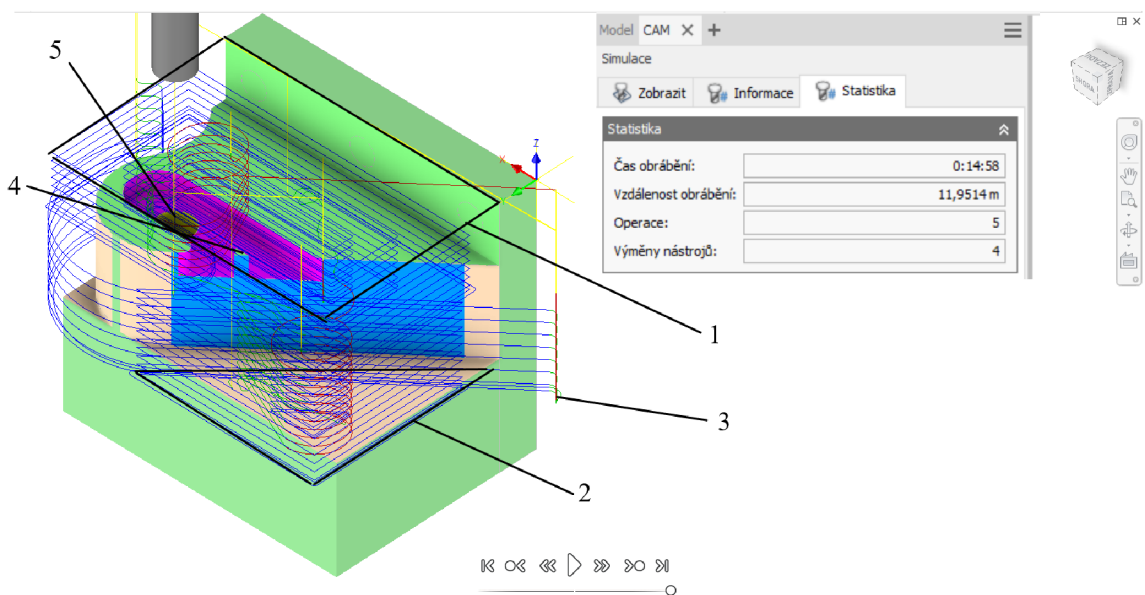 5
4
1
3
2
Z
X
Model CAM
Simulace
Zobrazit Informace Statistika
Statistika
Čas obrábění: 0:14:58
Vzdálenost obrábění: 11,9514 m
Operace: 5
Výměny nástrojů: 4
SHORA